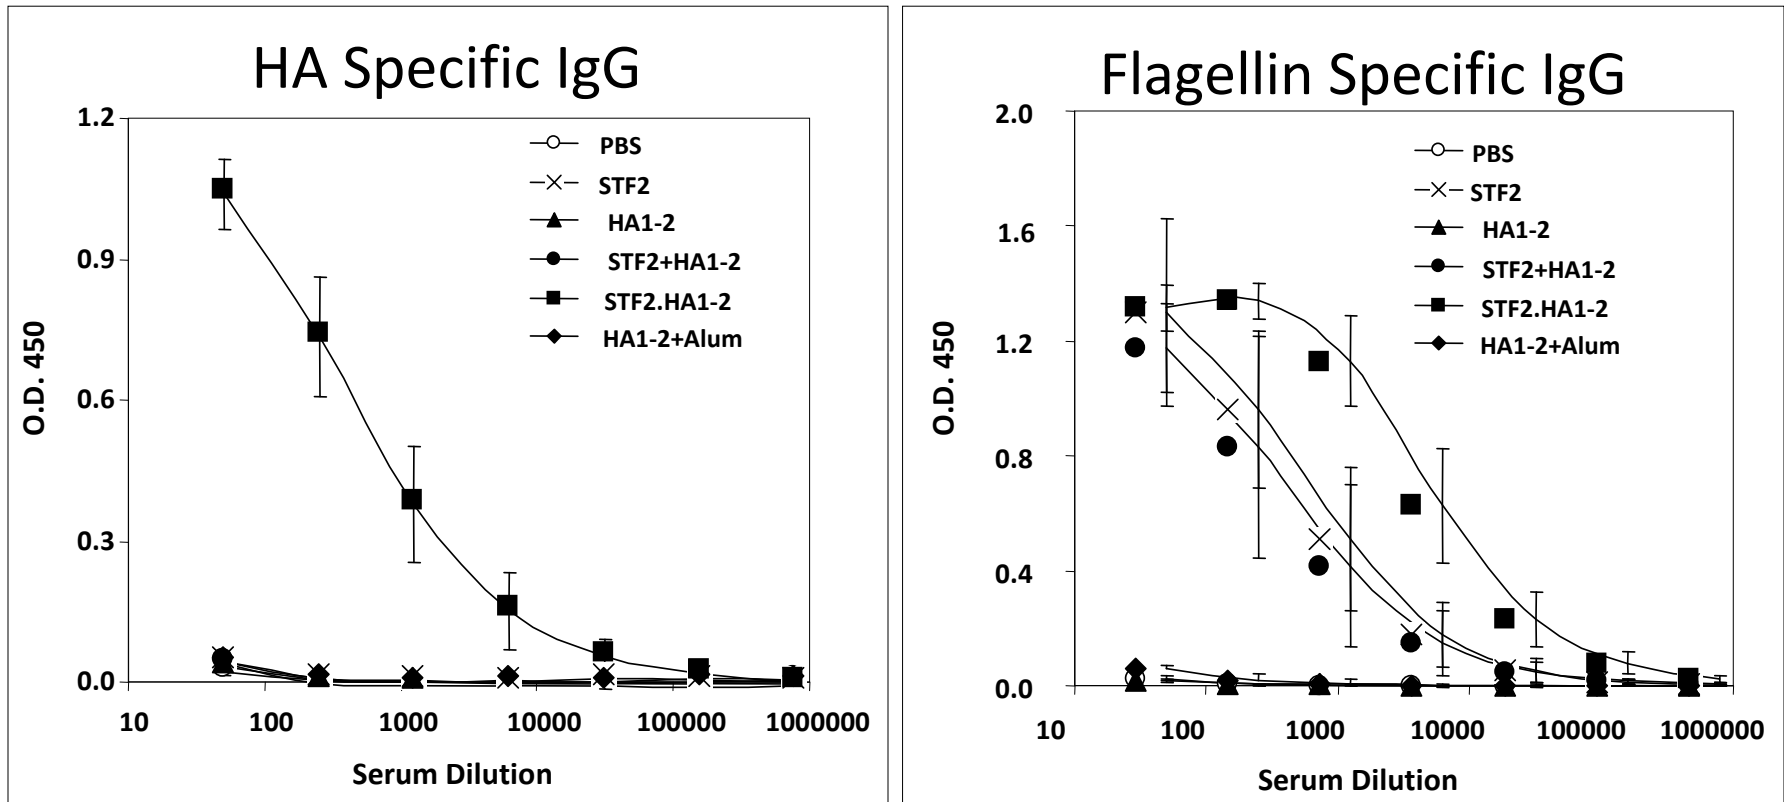 HA Specific IgG
1.2
0.9
0.6
0.3
0.0
O.D. 450
PBS
STF2
HA1-2
STF2+HA1-2
STF2.HA1-2
HA1-2+Alum
10 100 1000 10000 100000 1000000
Serum Dilution
Flagellin Specific IgG
2.0
1.6
1.2
0.8
0.4
0.0
O.D. 450
PBS
STF2
HA1-2
STF2+HA1-2
STF2.HA1-2
HA1-2+Alum
10 100 1000 10000 100000 1000000
Serum Dilution